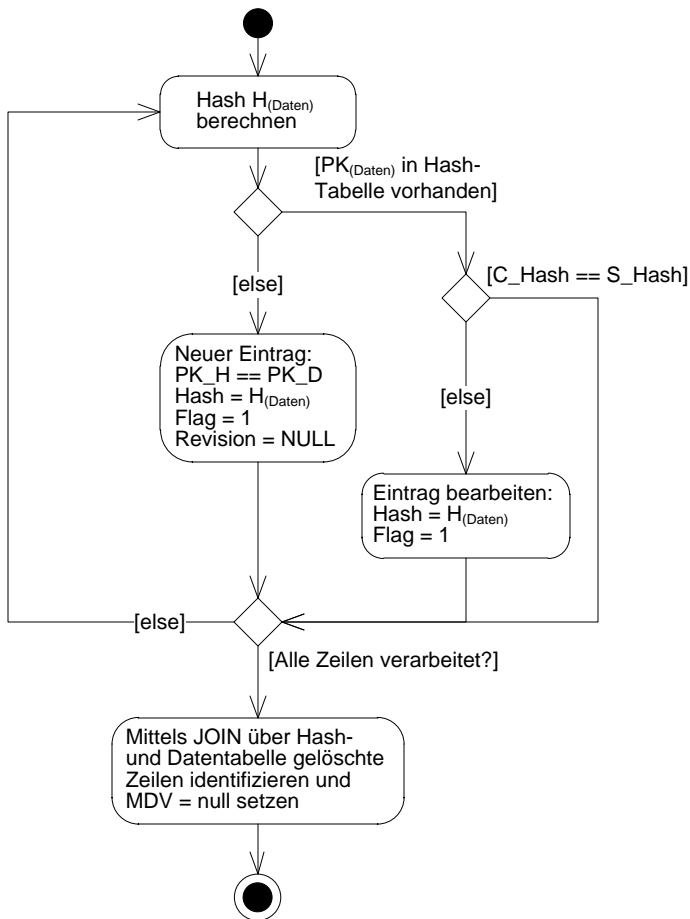 Hash H(Daten)
berechnen
[PK(Daten) in Hash-
Tabelle vorhanden]
[C_Hash == S_Hash]
[else]
Neuer Eintrag:
PK_H == PK_D
Hash = H(Daten)
Flag = 1
Revision = NULL
[else]
Eintrag bearbeiten:
Hash = H(Daten)
Flag = 1
[else]
[Alle Zeilen verarbeitet?]
Mittels JOIN über Hash-
und Datentabelle gelöschte
Zeilen identifizieren und
MDV = null setzen